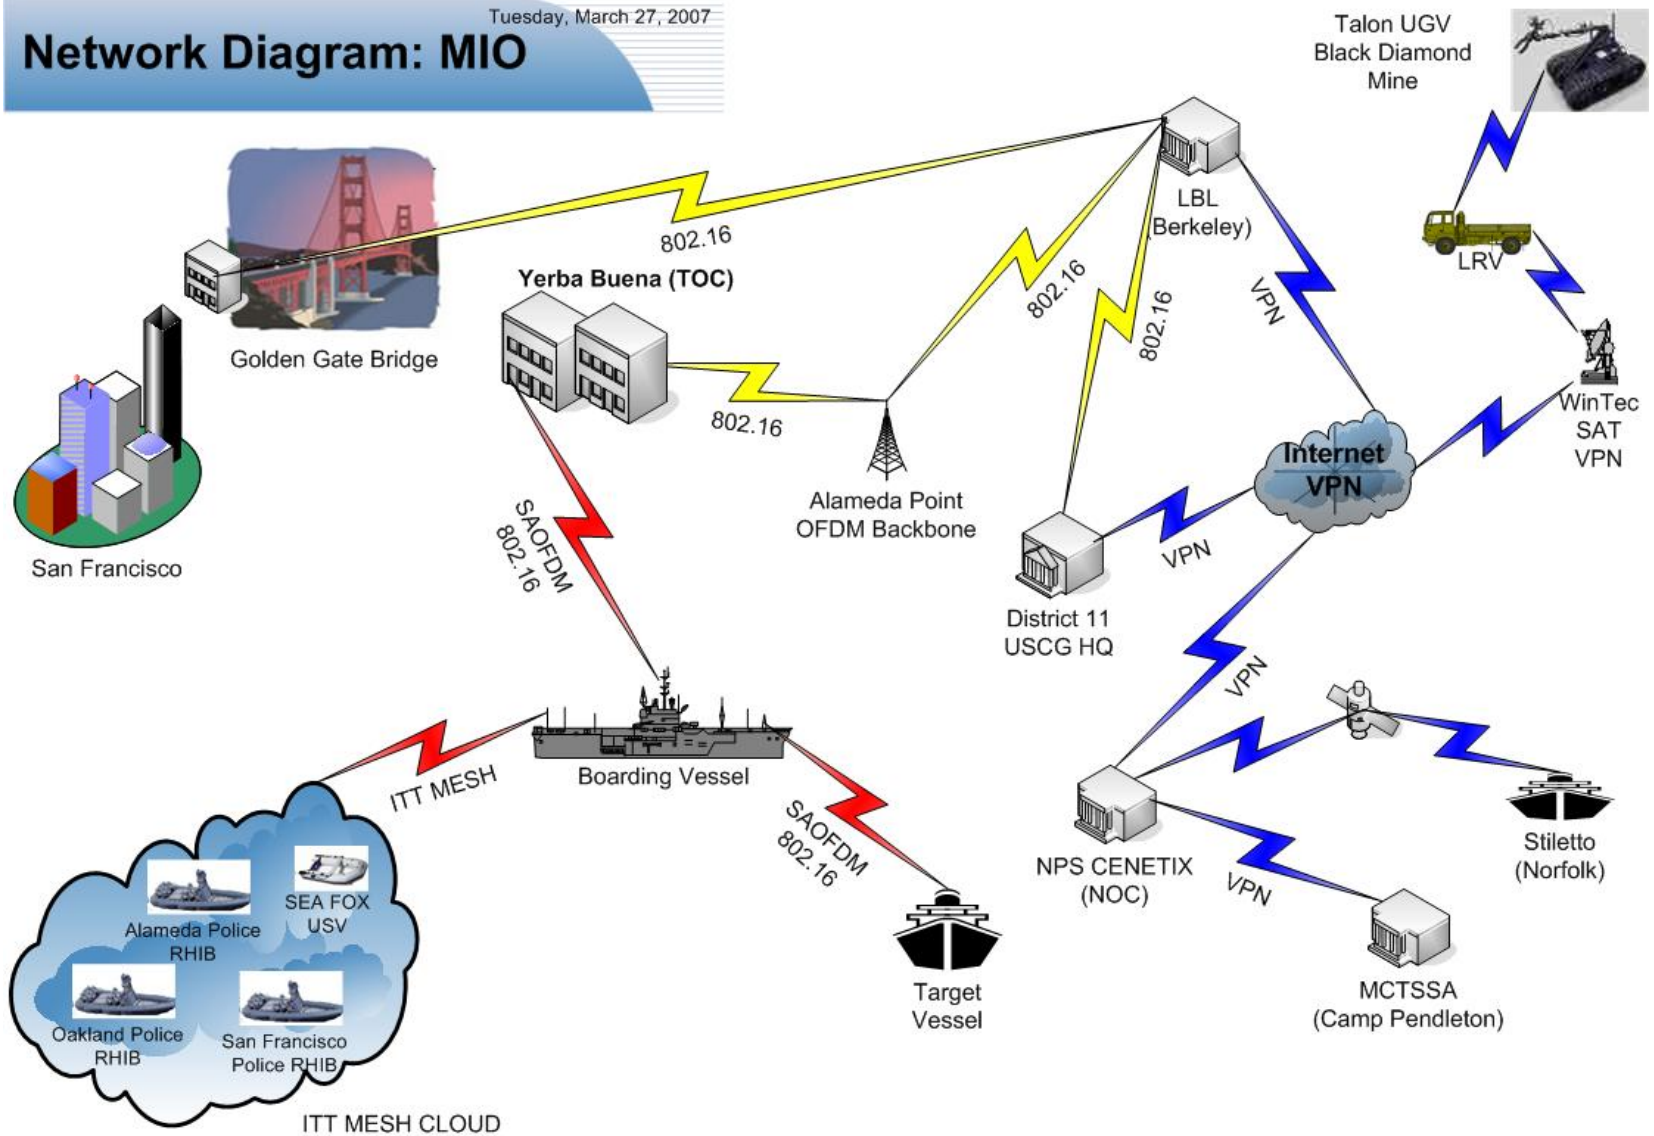 Tuesday, March 27, 2007
Network Diagram: MIO
Talon UGV
Black Diamond
Mine
LBL
(Berkeley)
LRV
802.16
Yerba Buena (TOC)
802.16
802.16
VPN
Golden Gate Bridge
802.16
WinTec
SAT
VPN
Internet
VPN
Alameda Point
OFDM Backbone
San Francisco
SAOFDM
802.16
VPN
District 11
USCG HQ
VPN
Boarding Vessel
ITT MESH
SAOFDM
802.16
Stiletto
(Norfolk)
NPS CENETIX
(NOC)
VPN
SEA FOX
USV
Alameda Police
RHIB
Target
Vessel
MCTSSA
(Camp Pendleton)
Oakland Police
RHIB
San Francisco
Police RHIB
ITT MESH CLOUD